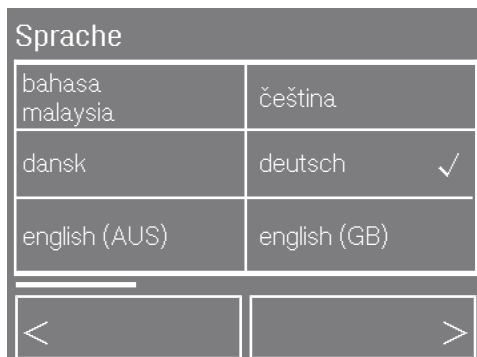 Sprache
bahasa
malaysia
čeština
dansk
deutsch ✓
english (AUS)
english (GB)
<
>